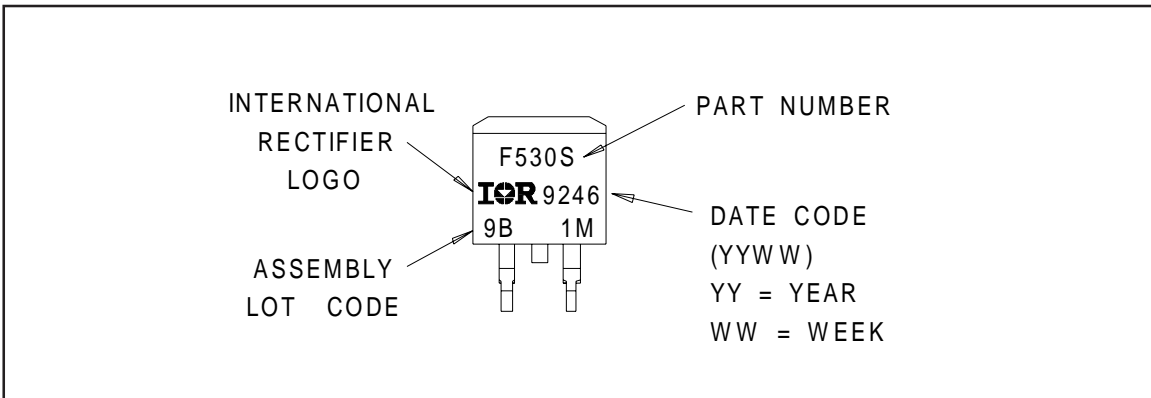 INTERNATIONAL
RECTIFIER
LOGO
ASSEMBLY
LOT CODE
F530S
IOR 9246
9B 1M
PART NUMBER
DATE CODE
(YYWW)
YY = YEAR
WW = WEEK